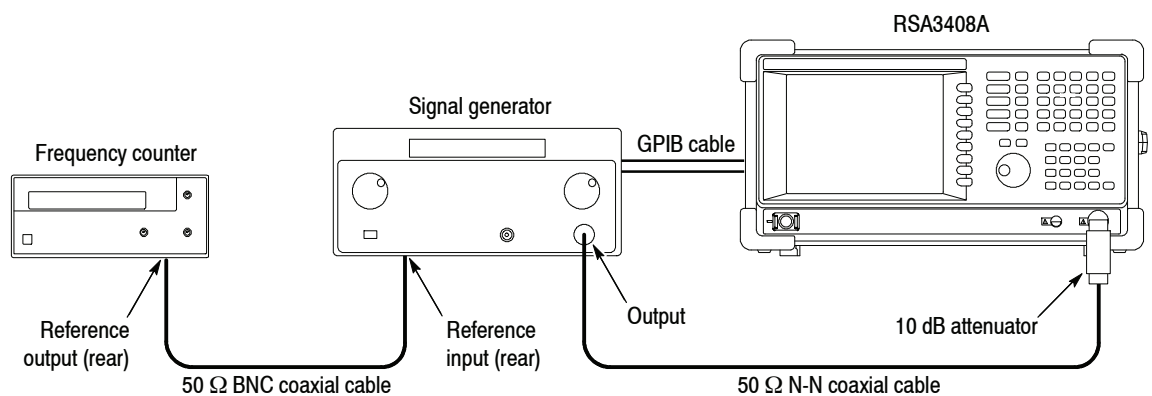 RSA3408A
Signal generator
GPIB cable
Frequency counter
Output
Reference
output (rear)
Reference
input (rear)
10 dB attenuator
50 Ω BNC coaxial cable
50 Ω N-N coaxial cable